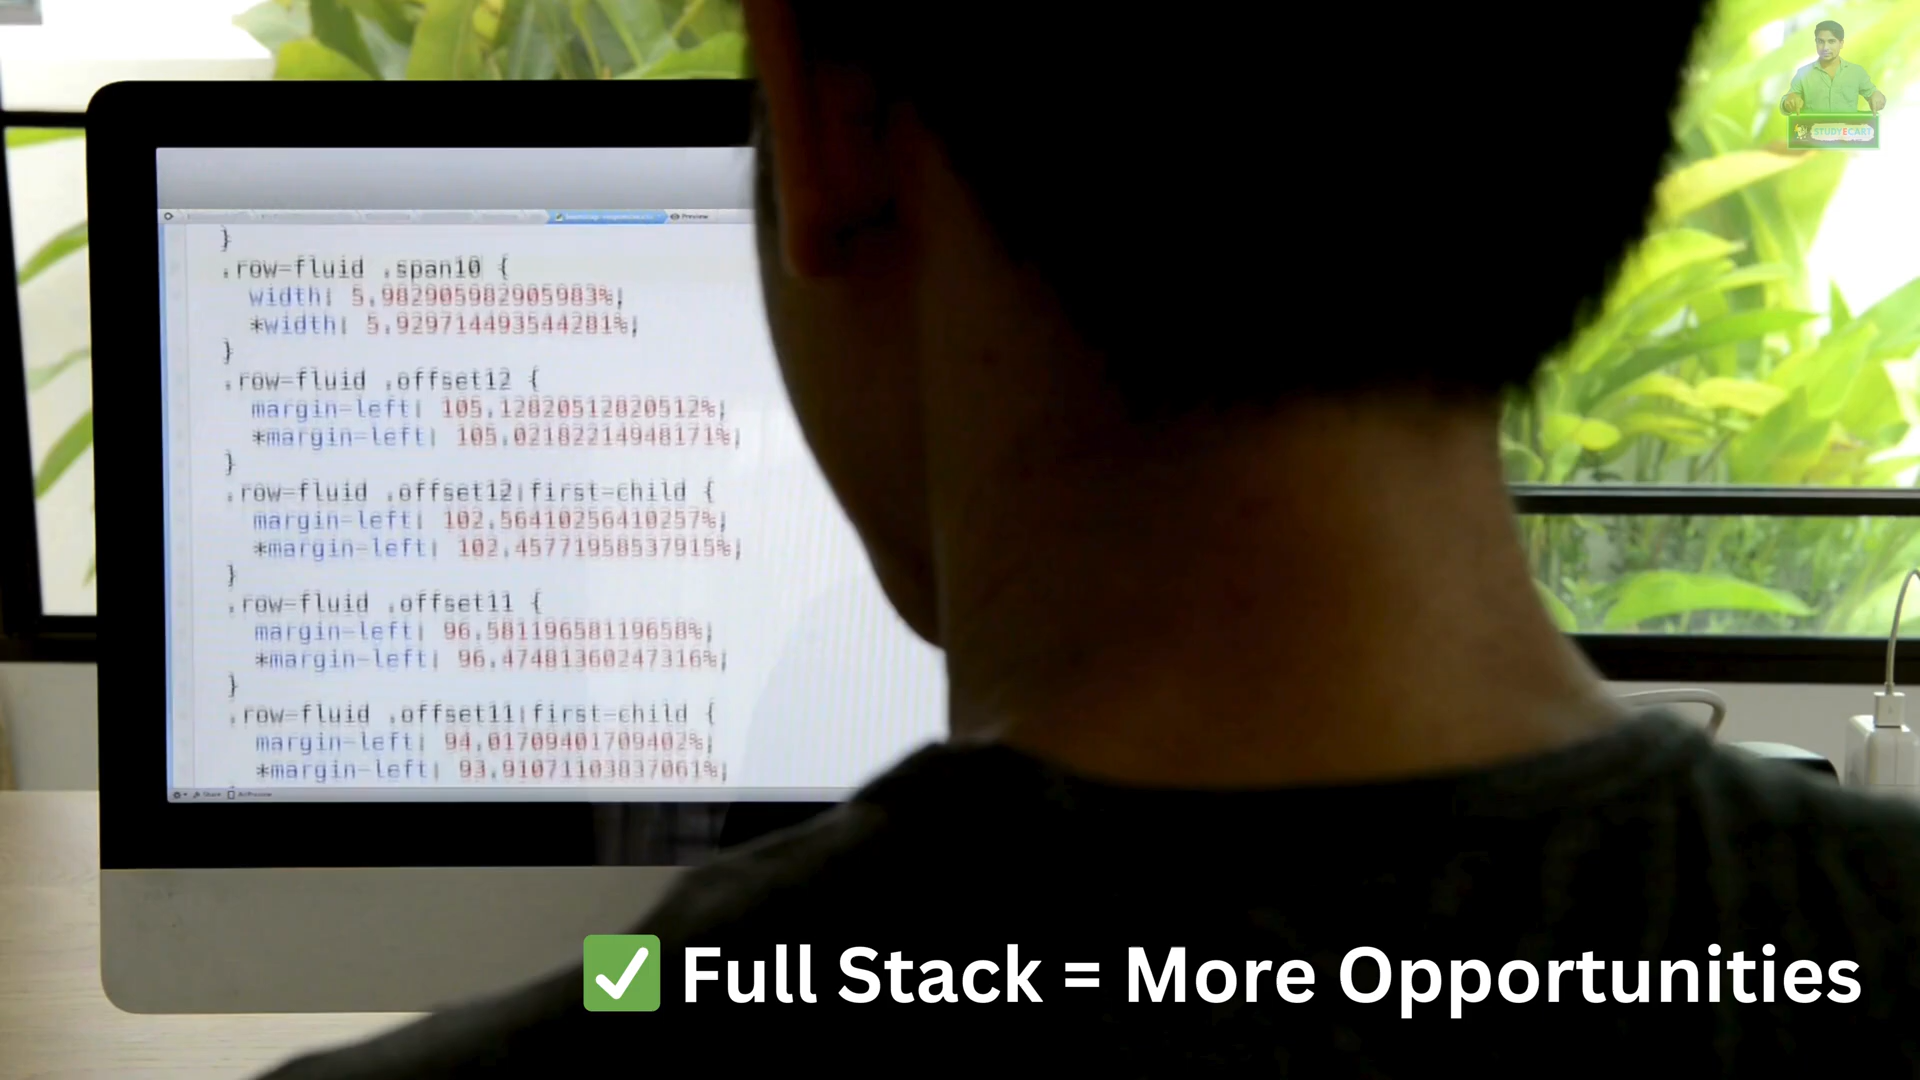 STUDYECART
Preview
}
.row-fluid .span10 {
width: 5.982905982905983%;
*width: 5.929714493544281%;
}
.row-fluid .offset12 {
margin-left: 105.12820512820512%;
*margin-left: 105.02182214948171%;
}
.row-fluid .offset12:first-child {
margin-left: 102.56410256410257%;
*margin-left: 102.45771958537915%;
}
.row-fluid .offset11 {
margin-left: 96.58119658119658%;
*margin-left: 96.47481360247316%;
}
.row-fluid .offset11:first-child {
margin-left: 94.01709401709402%;
*margin-left: 93.91071103837061%;
Share
✅ Full Stack = More Opportunities